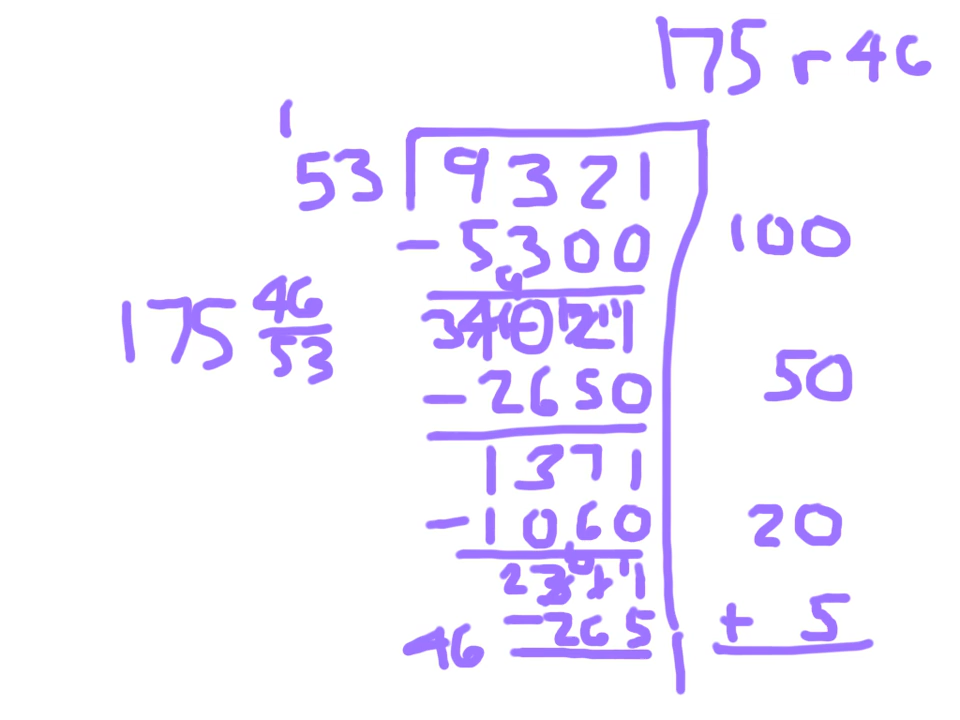 175 r 46
1
53 9321
- 5300 100
175 46/53
4021
- 2650 50
1371
- 1060 20
311
- 265 + 5
46